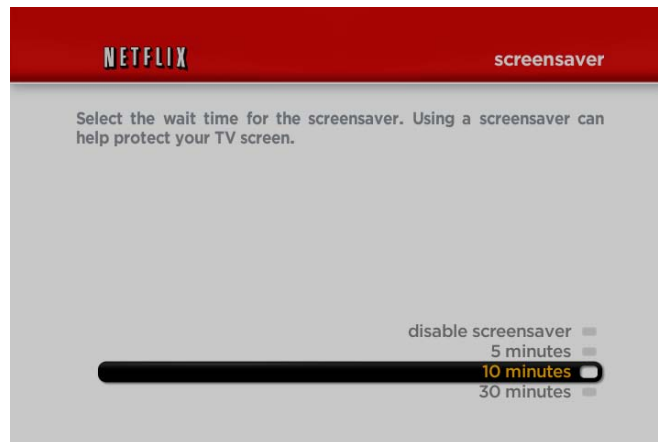 NETFLIX
screensaver
Select the wait time for the screensaver. Using a screensaver can
help protect your TV screen.
disable screensaver
5 minutes
10 minutes
30 minutes